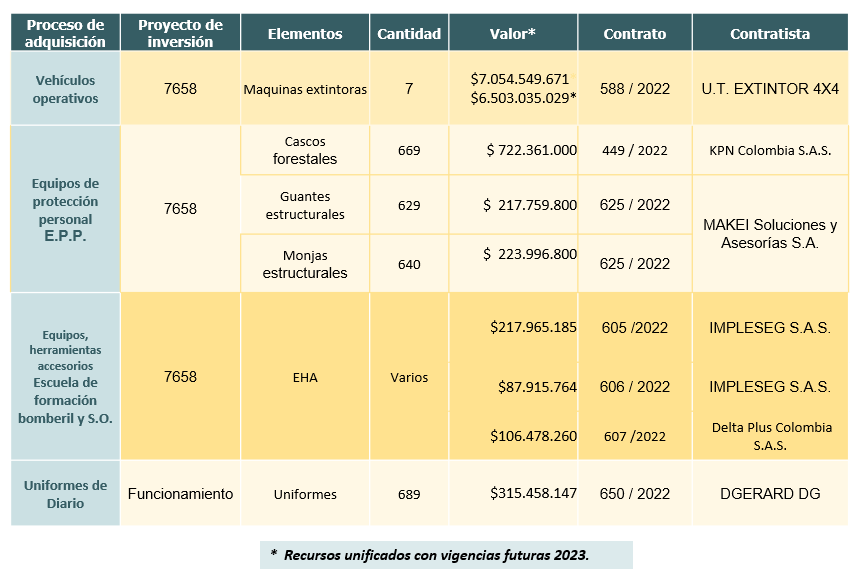 Proceso de adquisición | Proyecto de inversión | Elementos | Cantidad | Valor* | Contrato | Contratista
Vehículos operativos | 7658 | Maquinas extintoras | 7 | $7.054.549.671 $6.503.035.029* | 588 / 2022 | U.T. EXTINTOR 4X4
Equipos de protección personal E.P.P. | 7658 | Cascos forestales | 669 | $ 722.361.000 | 449 / 2022 | KPN Colombia S.A.S.
Guantes estructurales | 629 | $ 217.759.800 | 625 / 2022 | MAKEI Soluciones y Asesorías S.A.
Monjas estructurales | 640 | $ 223.996.800 | 625 / 2022
Equipos, herramientas accesorios Escuela de formación bomberil y S.O. | 7658 | EHA | Varios | $217.965.185 | 605 /2022 | IMPLESEG S.A.S.
$87.915.764 | 606 / 2022 | IMPLESEG S.A.S.
$106.478.260 | 607 /2022 | Delta Plus Colombia S.A.S.
Uniformes de Diario | Funcionamiento | Uniformes | 689 | $315.458.147 | 650 / 2022 | DGERARD DG
* Recursos unificados con vigencias futuras 2023.